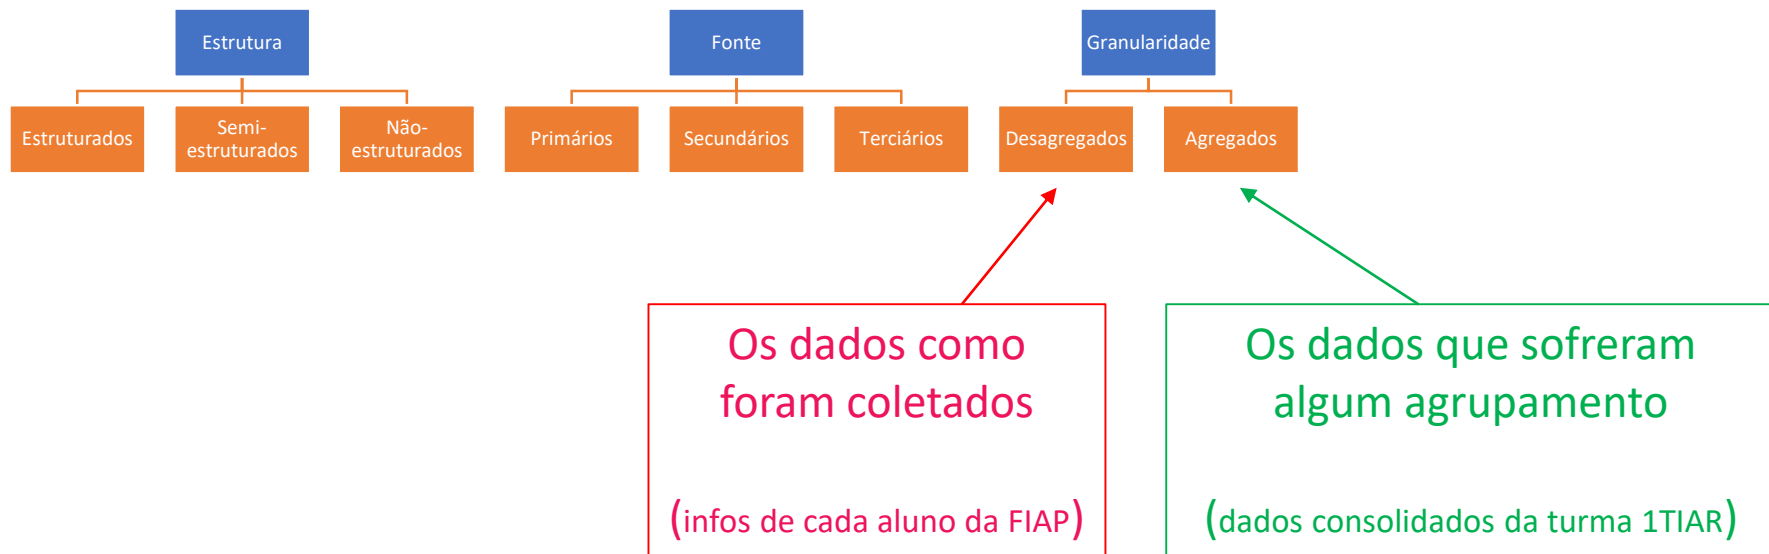 Estrutura
Fonte
Granularidade
Estruturados
Semi-
estruturados
Não-
estruturados
Primários
Secundários
Terciários
Desagregados
Agregados
Os dados como
foram coletados
(infos de cada aluno da FIAP)
Os dados que sofreram
algum agrupamento
(dados consolidados da turma 1TIAR)